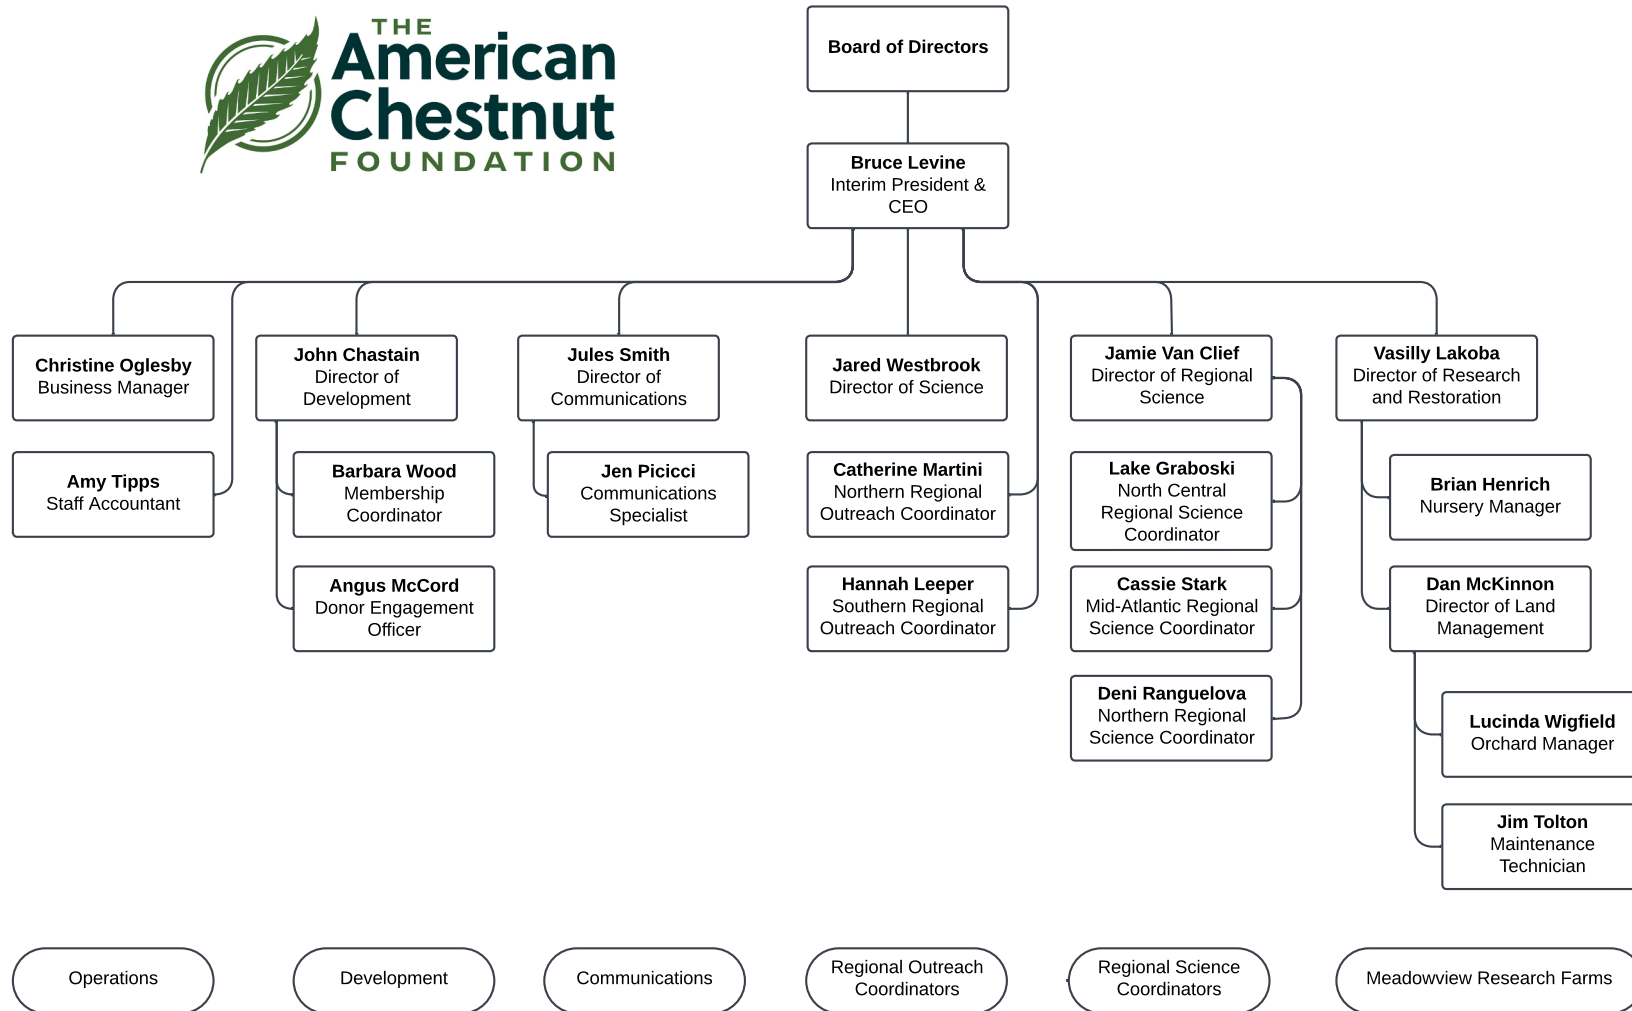 THE
American
Chestnut
FOUNDATION
Board of Directors
Bruce Levine
Interim President &
CEO
Christine Oglesby
Business Manager
John Chastain
Director of
Development
Jules Smith
Director of
Communications
Jared Westbrook
Director of Science
Jamie Van Clief
Director of Regional
Science
Vasilly Lakoba
Director of Research
and Restoration
Amy Tipps
Staff Accountant
Barbara Wood
Membership
Coordinator
Jen Picicci
Communications
Specialist
Catherine Martini
Northern Regional
Outreach Coordinator
Lake Graboski
North Central
Regional Science
Coordinator
Brian Henrich
Nursery Manager
Angus McCord
Donor Engagement
Officer
Hannah Leeper
Southern Regional
Outreach Coordinator
Cassie Stark
Mid-Atlantic Regional
Science Coordinator
Dan McKinnon
Director of Land
Management
Deni Ranguelova
Northern Regional
Science Coordinator
Lucinda Wigfield
Orchard Manager
Jim Tolton
Maintenance
Technician
Operations
Development
Communications
Regional Outreach
Coordinators
Regional Science
Coordinators
Meadowview Research Farms